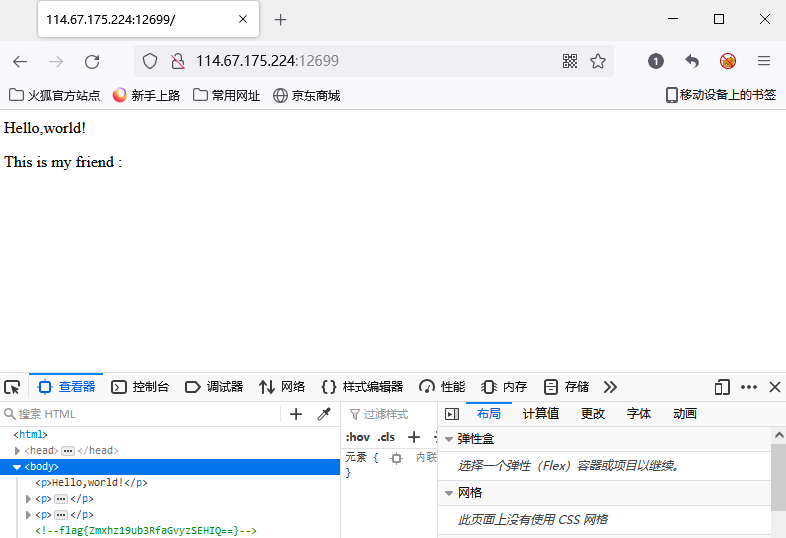 114.67.175.224:12699/
114.67.175.224:12699
1
火狐官方站点 新手上路 常用网址 京东商城 移动设备上的书签
Hello,world!
This is my friend :
查看器 控制台 调试器 网络 样式编辑器 性能 内存 存储
搜索 HTML
过滤样式
布局 计算值 更改 字体 动画
:hov .cls
<html>
<head>
</head>
<body>
<p>Hello,world!</p>
<p> </p>
<p> </p>
<!--flag{Zmxhz19ub3RfaGvyzSEHIQ==}-->
元素 { 内联
}
弹性盒
选择一个弹性（Flex）容器或项目以继续。
网格
此页面上没有使用 CSS 网格